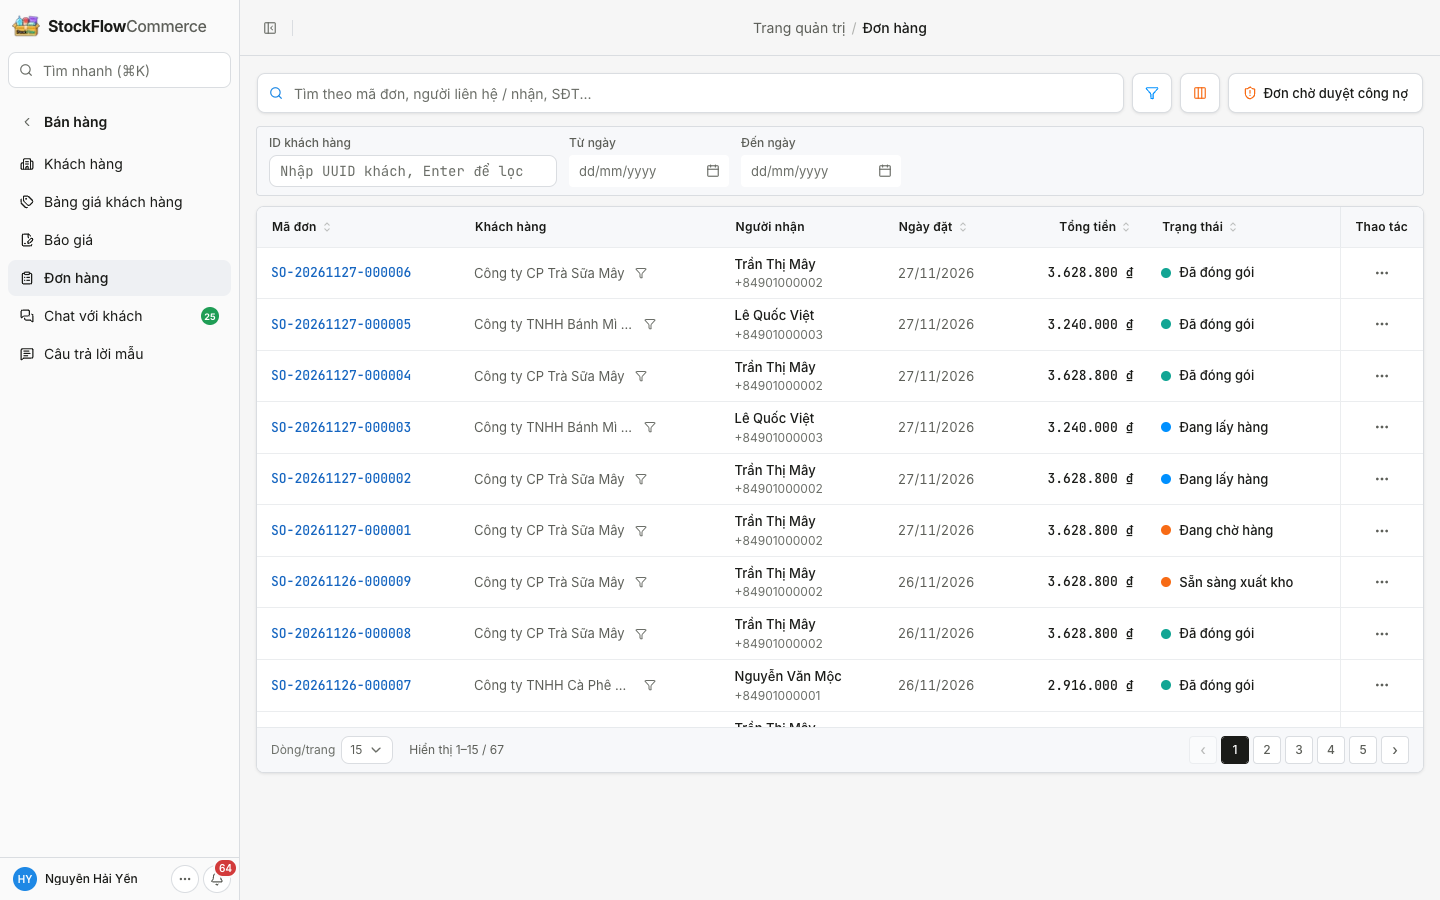 StockFlowCommerce
Tìm nhanh (⌘K)
Bán hàng
Khách hàng
Bảng giá khách hàng
Báo giá
Đơn hàng
Chat với khách 25
Câu trả lời mẫu
HY Nguyên Hải Yên ··· 64
Trang quản trị / Đơn hàng
Tìm theo mã đơn, người liên hệ / nhận, SĐT...
Đơn chờ duyệt công nợ
ID khách hàng Từ ngày Đến ngày
Nhập UUID khách, Enter để lọc dd/mm/yyyy dd/mm/yyyy
Mã đơn Khách hàng Người nhận Ngày đặt Tổng tiền Trạng thái Thao tác
SO-20261127-000006 Công ty CP Trà Sữa Mây Trần Thị Mây 27/11/2026 3.628.800 ₫ Đã đóng gói ···
+84901000002
SO-20261127-000005 Công ty TNHH Bánh Mì ... Lê Quốc Việt 27/11/2026 3.240.000 ₫ Đã đóng gói ···
+84901000003
SO-20261127-000004 Công ty CP Trà Sữa Mây Trần Thị Mây 27/11/2026 3.628.800 ₫ Đã đóng gói ···
+84901000002
SO-20261127-000003 Công ty TNHH Bánh Mì ... Lê Quốc Việt 27/11/2026 3.240.000 ₫ Đang lấy hàng ···
+84901000003
SO-20261127-000002 Công ty CP Trà Sữa Mây Trần Thị Mây 27/11/2026 3.628.800 ₫ Đang lấy hàng ···
+84901000002
SO-20261127-000001 Công ty CP Trà Sữa Mây Trần Thị Mây 27/11/2026 3.628.800 ₫ Đang chờ hàng ···
+84901000002
SO-20261126-000009 Công ty CP Trà Sữa Mây Trần Thị Mây 26/11/2026 3.628.800 ₫ Sẵn sàng xuất kho ···
+84901000002
SO-20261126-000008 Công ty CP Trà Sữa Mây Trần Thị Mây 26/11/2026 3.628.800 ₫ Đã đóng gói ···
+84901000002
SO-20261126-000007 Công ty TNHH Cà Phê ... Nguyễn Văn Mộc 26/11/2026 2.916.000 ₫ Đã đóng gói ···
+84901000001
Trần Thị Mây
Dòng/trang 15 Hiển thị 1–15 / 67 ‹ 1 2 3 4 5 ›